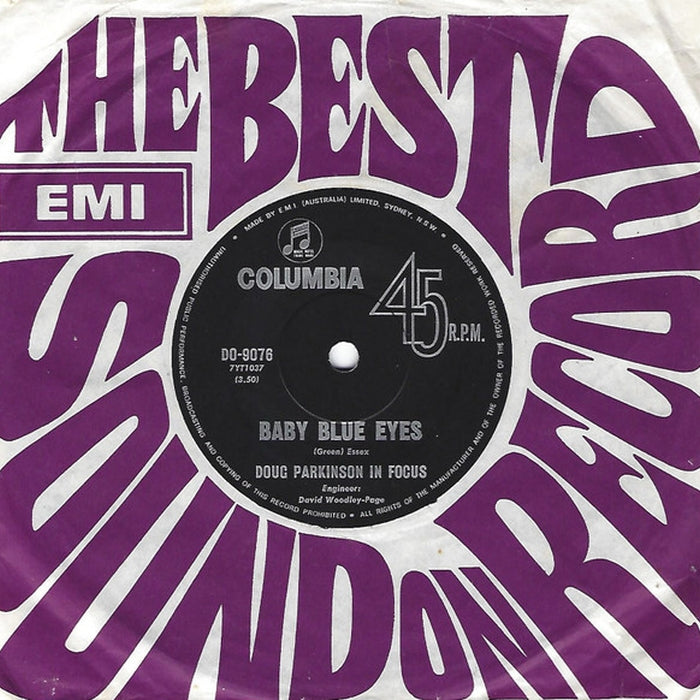 THE BEST
SOUND ON
RECORD
EMI
MADE BY E.M.I. (AUSTRALIA) LIMITED, SYDNEY, N.S.W. • ALL RIGHTS OF THE MANUFACTURER AND OF THE OWNER OF THE RECORDED WORK RESERVED
UNAUTHORISED PUBLIC PERFORMANCE, BROADCASTING AND COPYING OF THIS RECORD PROHIBITED •
COLUMBIA
45
R.P.M.
DO-9076
7YT1037
(3.50)
BABY BLUE EYES
(Green) Essex
DOUG PARKINSON IN FOCUS
Engineer:
David Woodley-Page